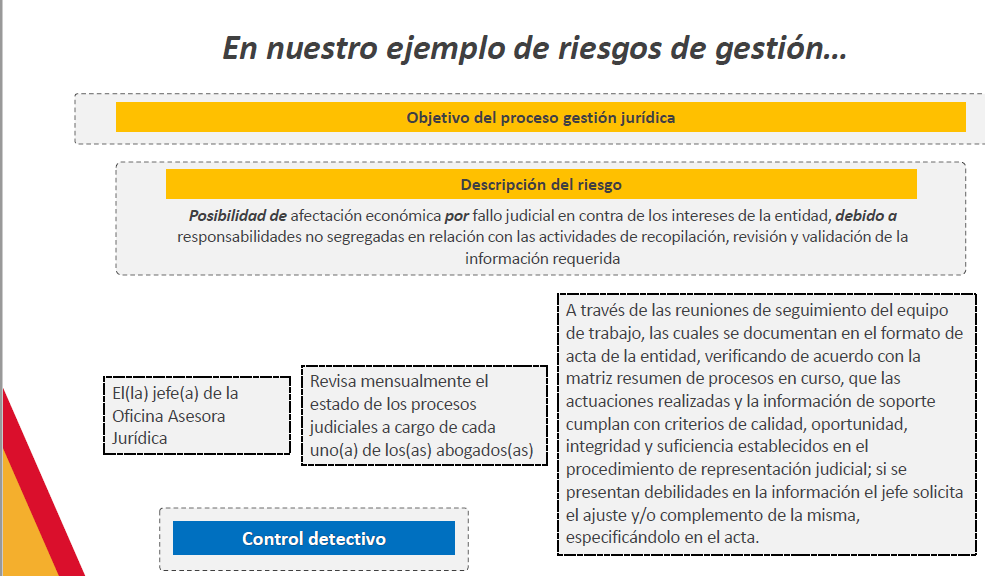 En nuestro ejemplo de riesgos de gestión...
Objetivo del proceso gestión jurídica
Descripción del riesgo
Posibilidad de afectación económica por fallo judicial en contra de los intereses de la entidad, debido a
responsabilidades no segregadas en relación con las actividades de recopilación, revisión y validación de la
información requerida
El(la) jefe(a) de la
Oficina Asesora
Jurídica
Revisa mensualmente el
estado de los procesos
judiciales a cargo de cada
uno(a) de los(as) abogados(as)
A través de las reuniones de seguimiento del equipo
de trabajo, las cuales se documentan en el formato de
acta de la entidad, verificando de acuerdo con la
matriz resumen de procesos en curso, que las
actuaciones realizadas y la información de soporte
cumplan con criterios de calidad, oportunidad,
integridad y suficiencia establecidos en el
procedimiento de representación judicial; si se
presentan debilidades en la información el jefe solicita
el ajuste y/o complemento de la misma,
especificándolo en el acta.
Control detectivo